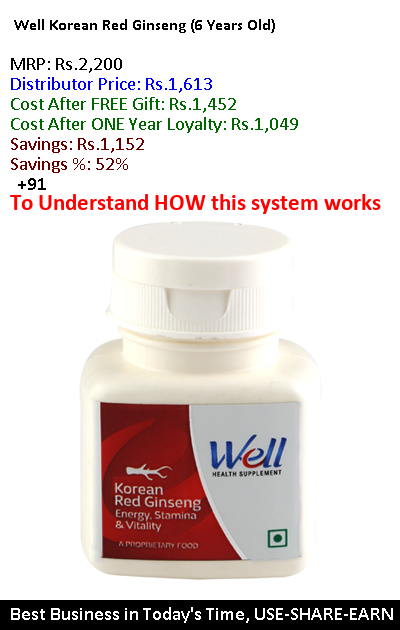 Well Korean Red Ginseng (6 Years Old)
MRP: Rs.2,200
Distributor Price: Rs.1,613
Cost After FREE Gift: Rs.1,452
Cost After ONE Year Loyalty: Rs.1,049
Savings: Rs.1,152
Savings %: 52%
+91
To Understand HOW this system works
Well
HEALTH SUPPLEMENT
Korean
Red Ginseng
Energy, Stamina
& Vitality
A PROPRIETARY FOOD
Best Business in Today's Time, USE-SHARE-EARN